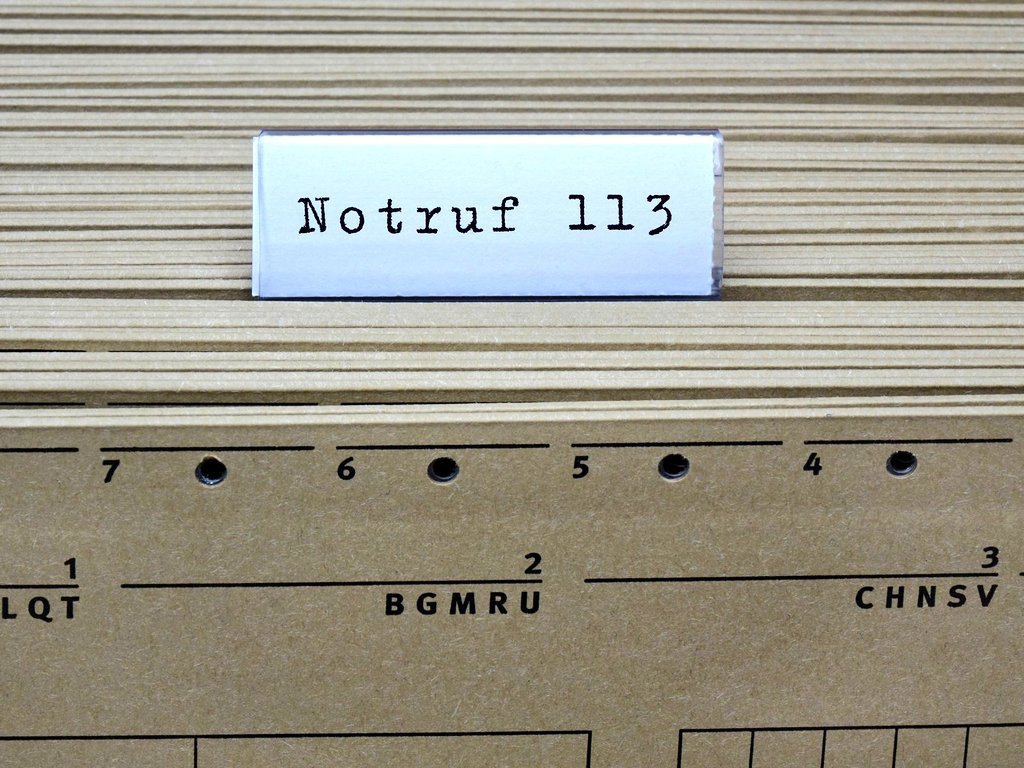 Notruf 113
7 6 5 4
1 2 3
LQT BGMRU CHNSV